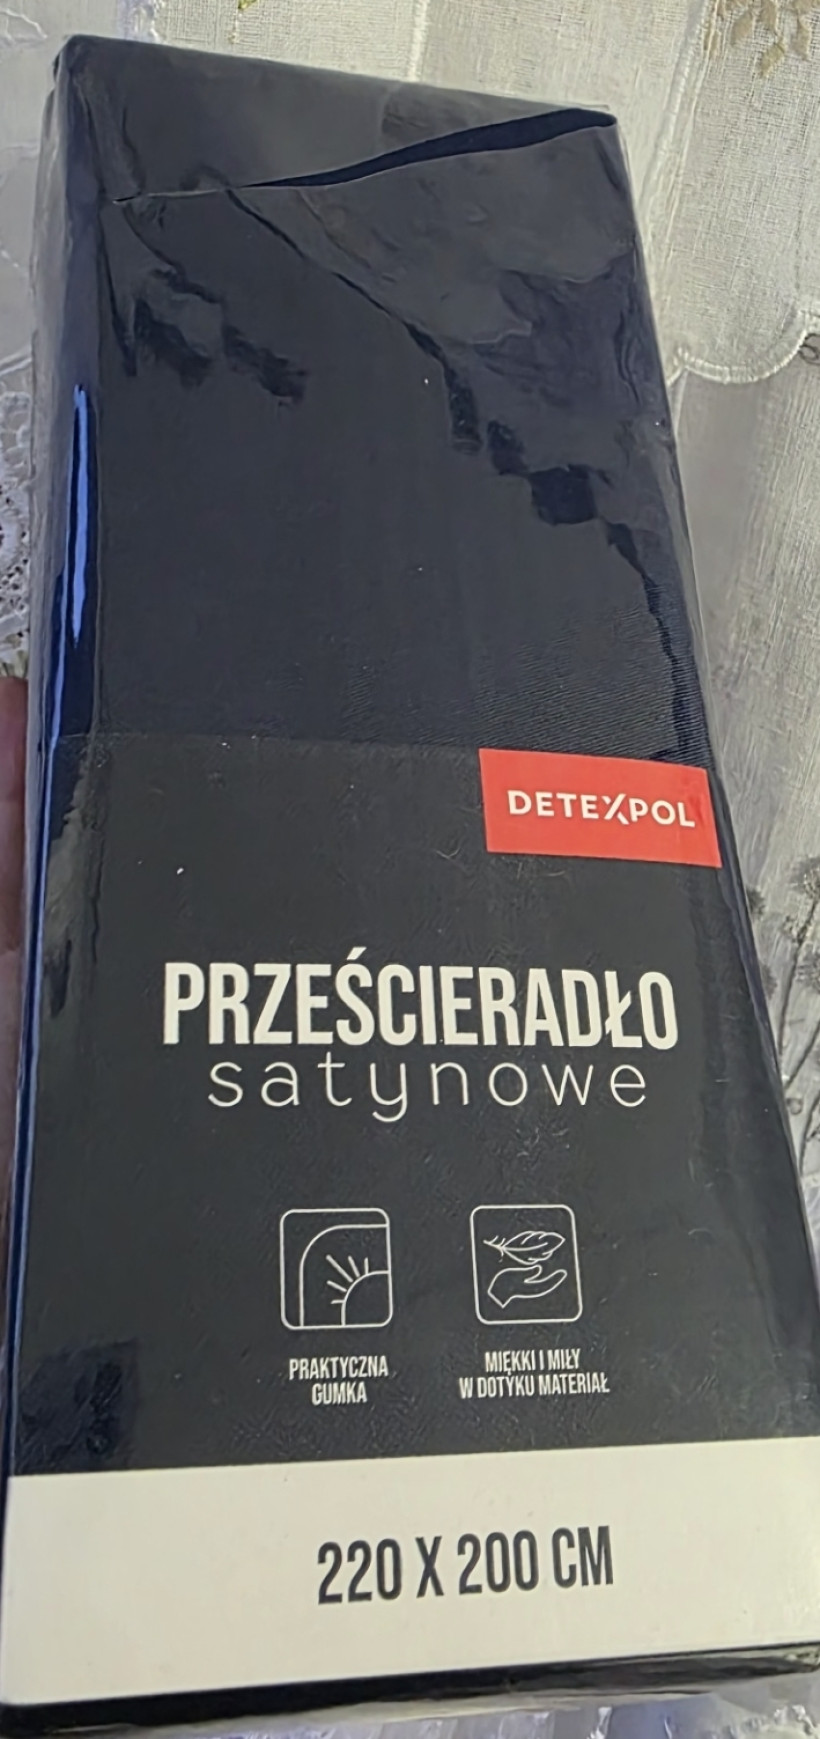 DETEXPOL
PRZEŚCIERADŁO
satynowe
PRAKTYCZNA
GUMKA
MIĘKKI I MIŁY
W DOTYKU MATERIAŁ
220 X 200 CM